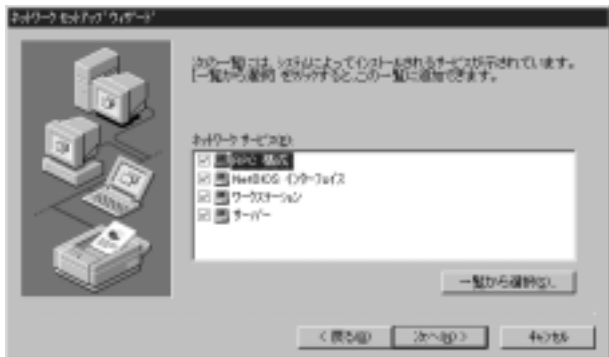 ネットワーク セットアップ ウィザード
次の一覧には、システムによってインストールされるサービスが示されています。
[一覧から選択] をクリックすると、この一覧に追加できます。
ネットワーク サービス(E):
RPC 構成
NetBIOS インターフェイス
ワークステーション
サーバー
一覧から選択(S)...
< 戻る(B)
次へ(N) >
キャンセル